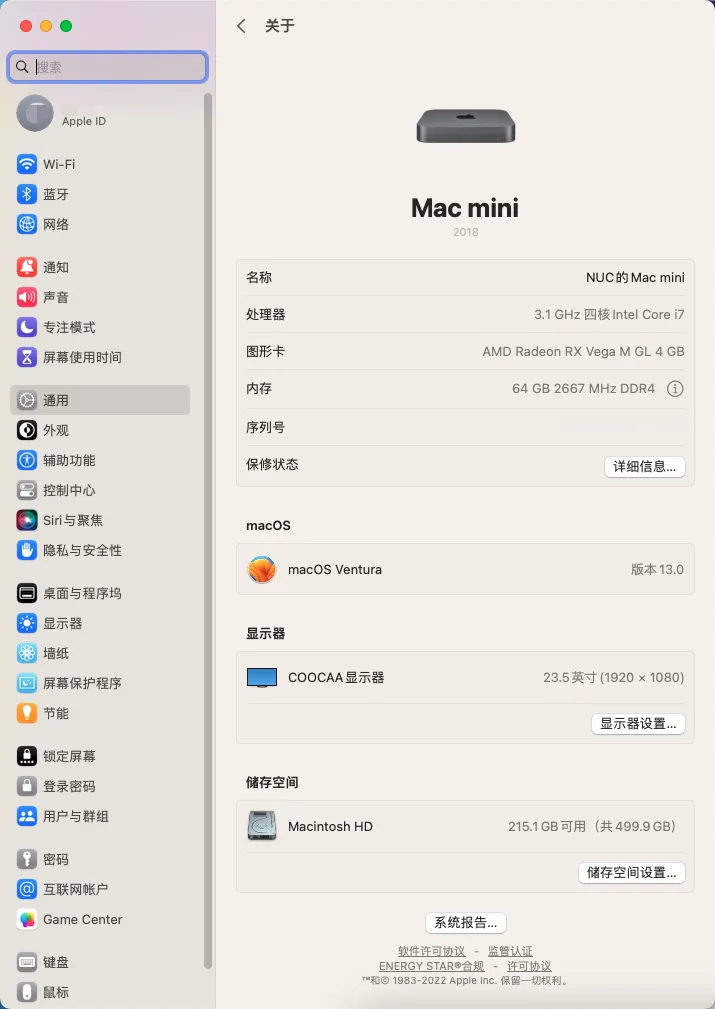 搜索
Apple ID
Wi-Fi
蓝牙
网络
通知
声音
专注模式
屏幕使用时间
通用
外观
辅助功能
控制中心
Siri与聚焦
隐私与安全性
桌面与程序坞
显示器
墙纸
屏幕保护程序
节能
锁定屏幕
登录密码
用户与群组
密码
互联网帐户
Game Center
键盘
鼠标
关于
Mac mini
2018
名称 NUC的Mac mini
处理器 3.1 GHz 四核Intel Core i7
图形卡 AMD Radeon RX Vega M GL 4 GB
内存 64 GB 2667 MHz DDR4
序列号
保修状态 详细信息...
macOS
macOS Ventura 版本13.0
显示器
COOCAA显示器 23.5英寸 (1920 × 1080)
显示器设置...
储存空间
Macintosh HD 215.1 GB可用（共499.9 GB）
储存空间设置...
系统报告...
软件许可协议 - 监管认证
ENERGY STAR®合规 - 许可协议
™和© 1983-2022 Apple Inc. 保留一切权利。